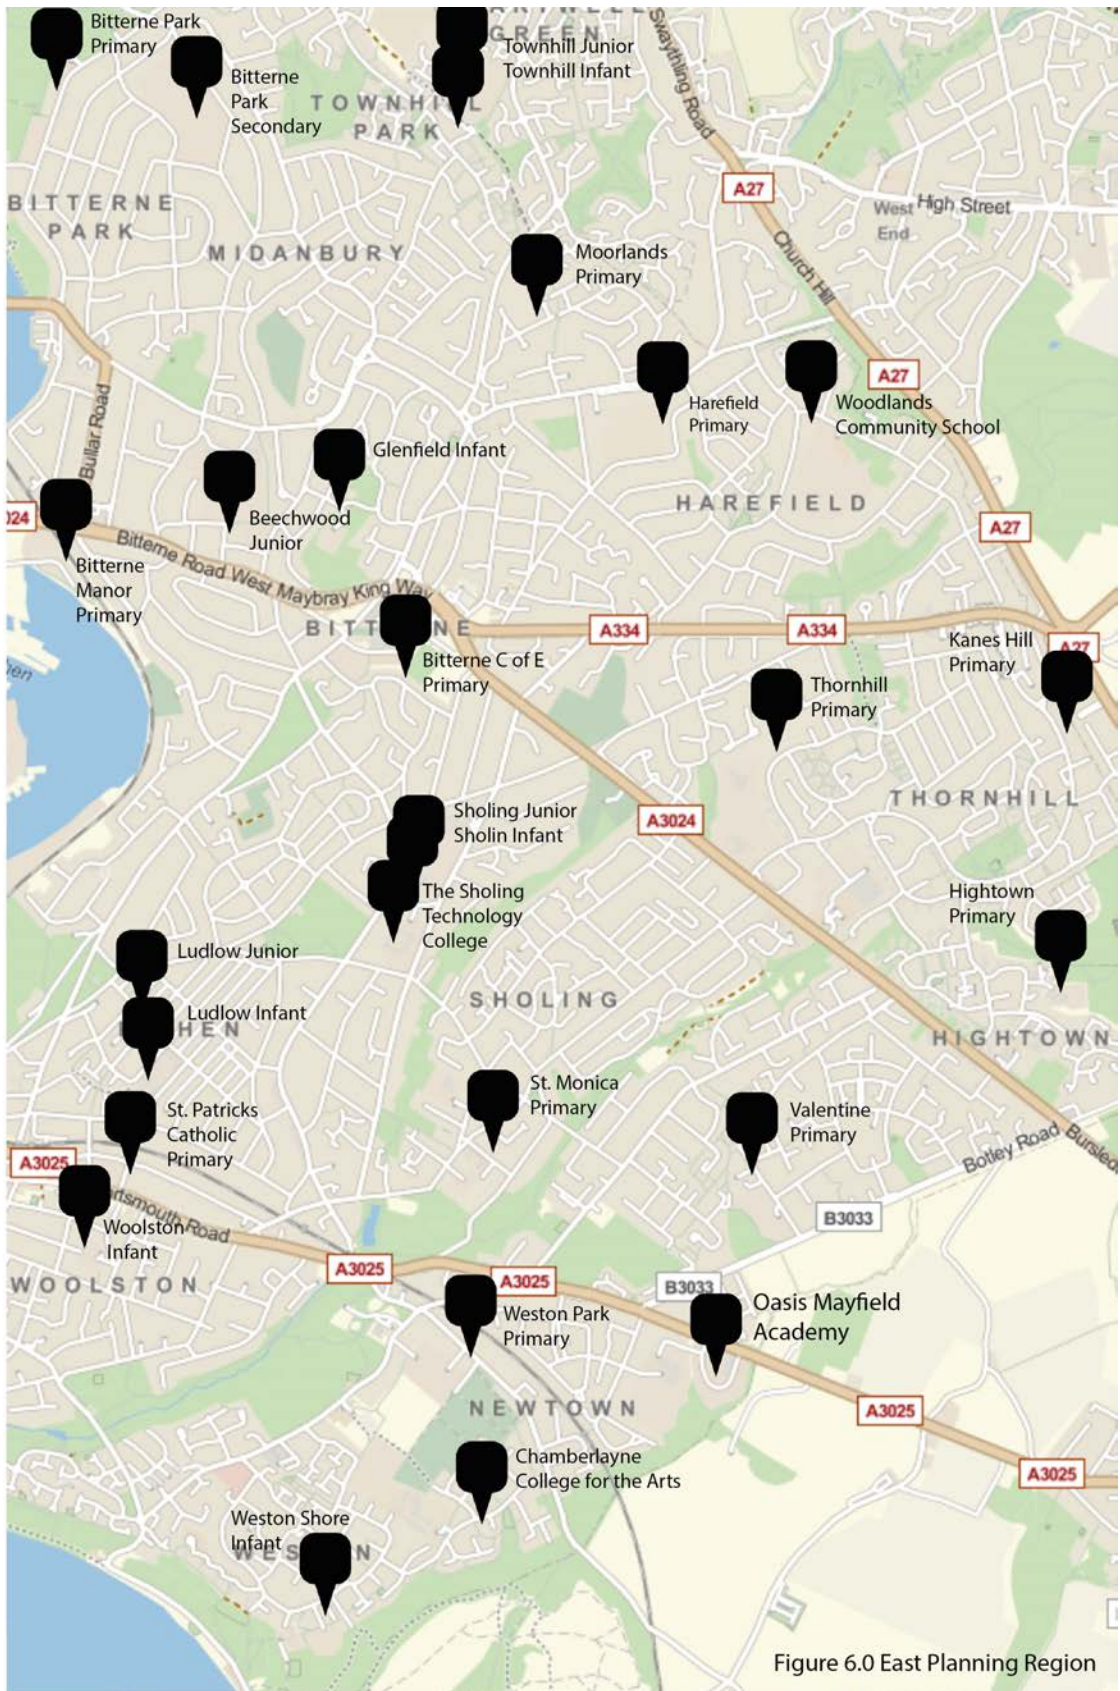 Bitterne Park
Primary
GREEN
Townhill Junior
Townhill Infant
Swaythling Road
Bitterne
Park
Secondary
TOWNHILL
PARK
A27
High Street
West
End
BITTERNE
PARK
MIDANBURY
Moorlands
Primary
Church Hill
Bullar Road
A27
Harefield
Primary
Woodlands
Community School
Glenfield Infant
HAREFIELD
Beechwood
Junior
A27
Bitterne Road West
Maybray King Way
Bitterne
Manor
Primary
A334
A334
Kanes Hill
Primary
A27
Bitterne C of E
Primary
Thornhill
Primary
THORNHILL
Sholing Junior
Sholin Infant
A3024
The Sholing
Technology
College
Hightown
Primary
Ludlow Junior
SHOLING
Ludlow Infant
HIGHTOWN
St. Monica
Primary
St. Patricks
Catholic
Primary
Valentine
Primary
Botley Road
A3025
Woolston
Infant
B3033
WOOLSTON
A3025
A3025
B3033
Weston Park
Primary
Oasis Mayfield
Academy
NEWTOWN
A3025
Chamberlayne
College for the Arts
A3025
Weston Shore
Infant
Figure 6.0 East Planning Region